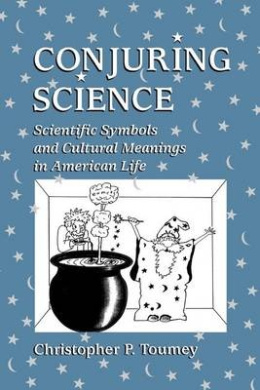 CONJURING
SCIENCE
Scientific Symbols
and Cultural Meanings
in American Life
Christopher P. Toumey